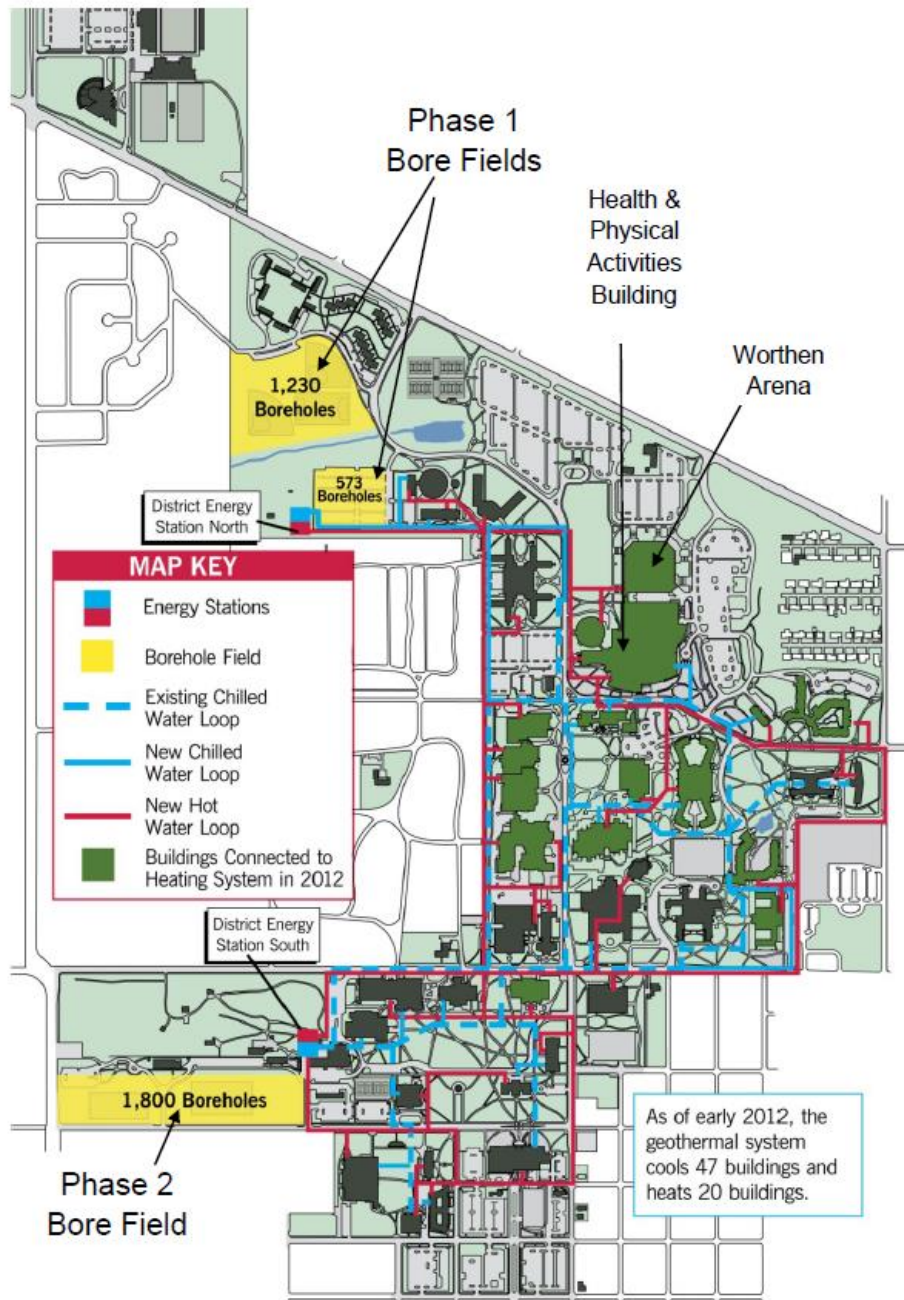 Phase 1
Bore Fields
Health &
Physical
Activities
Building
Worthen
Arena
1,230
Boreholes
573
Boreholes
District Energy
Station North
MAP KEY
Energy Stations
Borehole Field
Existing Chilled
Water Loop
New Chilled
Water Loop
New Hot
Water Loop
Buildings Connected to
Heating System in 2012
District Energy
Station South
1,800 Boreholes
Phase 2
Bore Field
As of early 2012, the
geothermal system
cools 47 buildings and
heats 20 buildings.